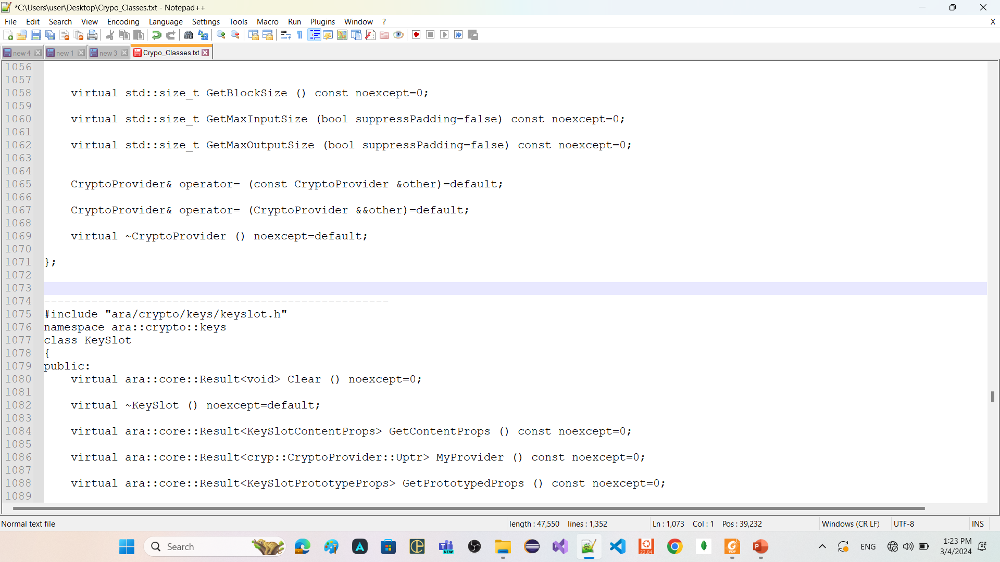 *C:\Users\user\Desktop\Crypo_Classes.txt - Notepad++
File Edit Search View Encoding Language Settings Tools Macro Run Plugins Window ? X
new 4 new 1 new 3 Crypo_Classes.txt
1056
1057
1058 virtual std::size_t GetBlockSize () const noexcept=0;
1059
1060 virtual std::size_t GetMaxInputSize (bool suppressPadding=false) const noexcept=0;
1061
1062 virtual std::size_t GetMaxOutputSize (bool suppressPadding=false) const noexcept=0;
1063
1064
1065 CryptoProvider& operator= (const CryptoProvider &other)=default;
1066
1067 CryptoProvider& operator= (CryptoProvider &&other)=default;
1068
1069 virtual ~CryptoProvider () noexcept=default;
1070
1071 };
1072
1073
1074 ---------------------------------------------------
1075 #include "ara/crypto/keys/keyslot.h"
1076 namespace ara::crypto::keys
1077 class KeySlot
1078 {
1079 public:
1080 virtual ara::core::Result<void> Clear () noexcept=0;
1081
1082 virtual ~KeySlot () noexcept=default;
1083
1084 virtual ara::core::Result<KeySlotContentProps> GetContentProps () const noexcept=0;
1085
1086 virtual ara::core::Result<cryp::CryptoProvider::Uptr> MyProvider () const noexcept=0;
1087
1088 virtual ara::core::Result<KeySlotPrototypeProps> GetPrototypedProps () const noexcept=0;
1089
Normal text file length : 47,550 lines : 1,352 Ln : 1,073 Col : 1 Pos : 39,232 Windows (CR LF) UTF-8 INS
Search NEW 22.04 PDF ENG 1:23 PM
3/4/2024